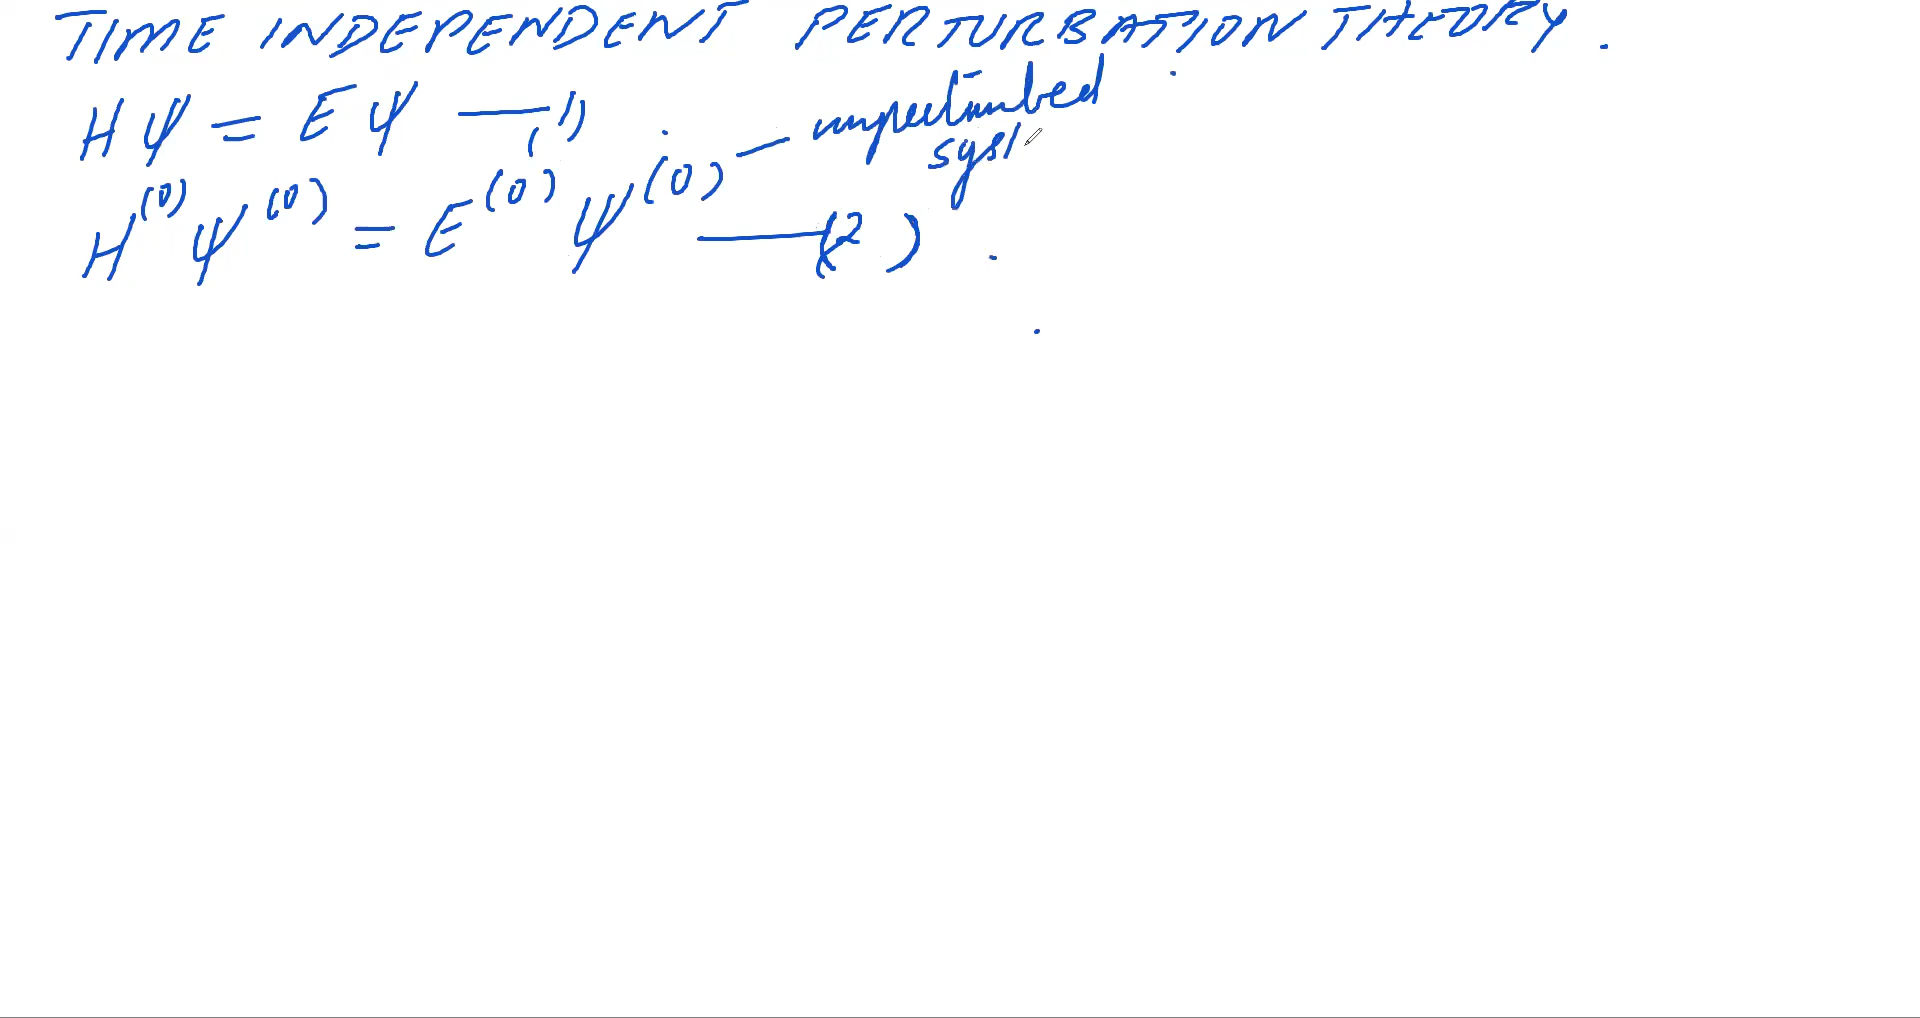 TIME INDEPENDENT PERTURBATION THEORY.
Hψ = Eψ — (1)
H⁽⁰⁾ψ⁽⁰⁾ = E⁽⁰⁾ψ⁽⁰⁾ — unperturbed
syst
— (2)